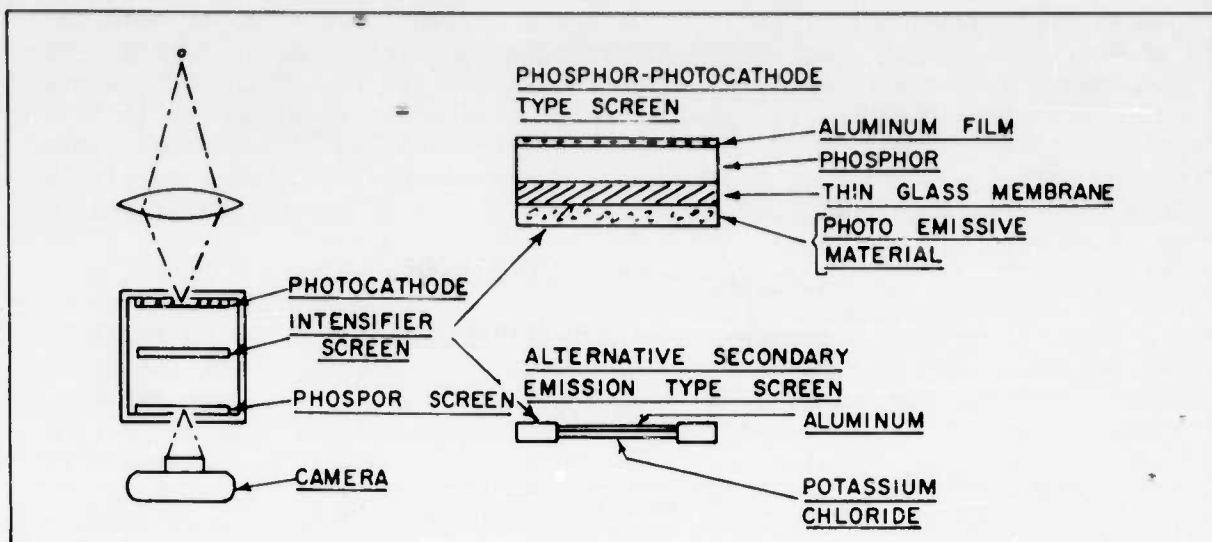 PHOSPHOR-PHOTOCATHODE
TYPE SCREEN
ALUMINUM FILM
PHOSPHOR
THIN GLASS MEMBRANE
PHOTO EMISSIVE
MATERIAL
PHOTOCATHODE
INTENSIFIER
SCREEN
PHOSPOR SCREEN
CAMERA
ALTERNATIVE SECONDARY
EMISSION TYPE SCREEN
ALUMINUM
POTASSIUM
CHLORIDE